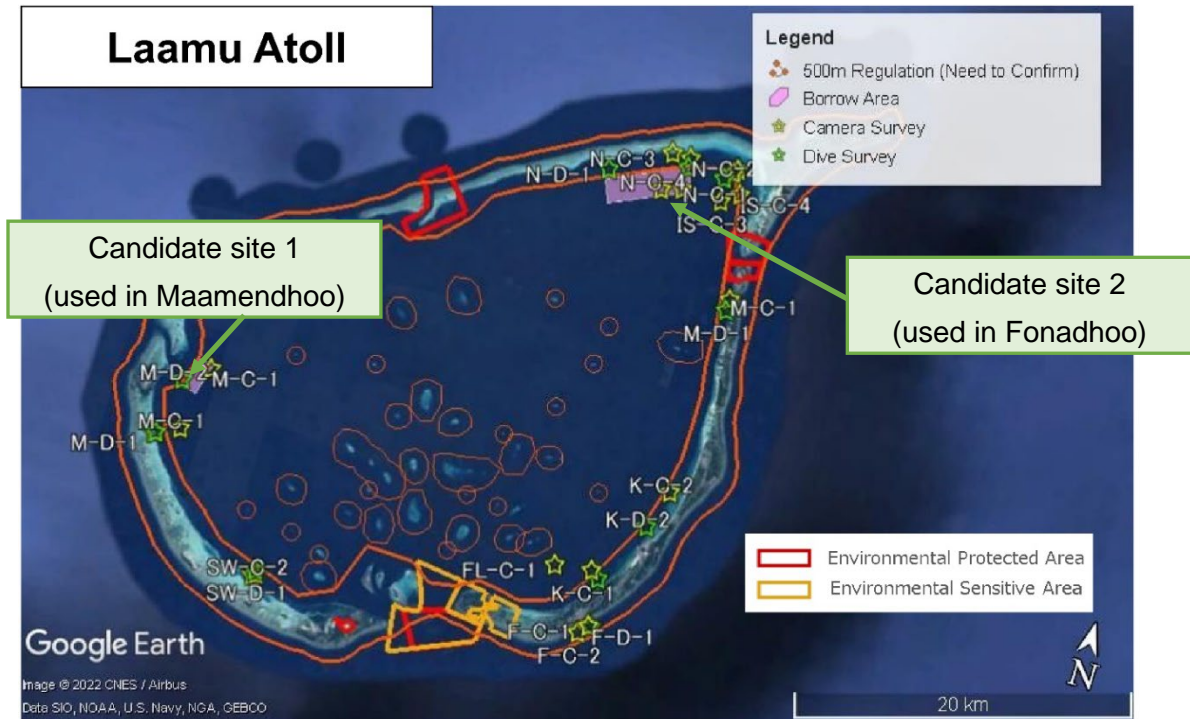 Laamu Atoll
Legend
500m Regulation (Need to Confirm)
Borrow Area
Camera Survey
Dive Survey
N-C-3
N-D-1
N-C-2
N-C-4
N-C-1
IS-C-4
IS-C-3
Candidate site 1
(used in Maamendhoo)
Candidate site 2
(used in Fonadhoo)
M-C-1
M-D-1
M-D-2
M-C-1
M-C-1
M-D-1
K-C-2
K-D-2
SW-C-2
SW-D-1
FL-C-1
K-C-1
F-C-1
F-D-1
F-C-2
Environmental Protected Area
Environmental Sensitive Area
Google Earth
Image © 2022 CNES / Airbus
Data SIO, NOAA, U.S. Navy, NGA, GEBCO
N
20 km